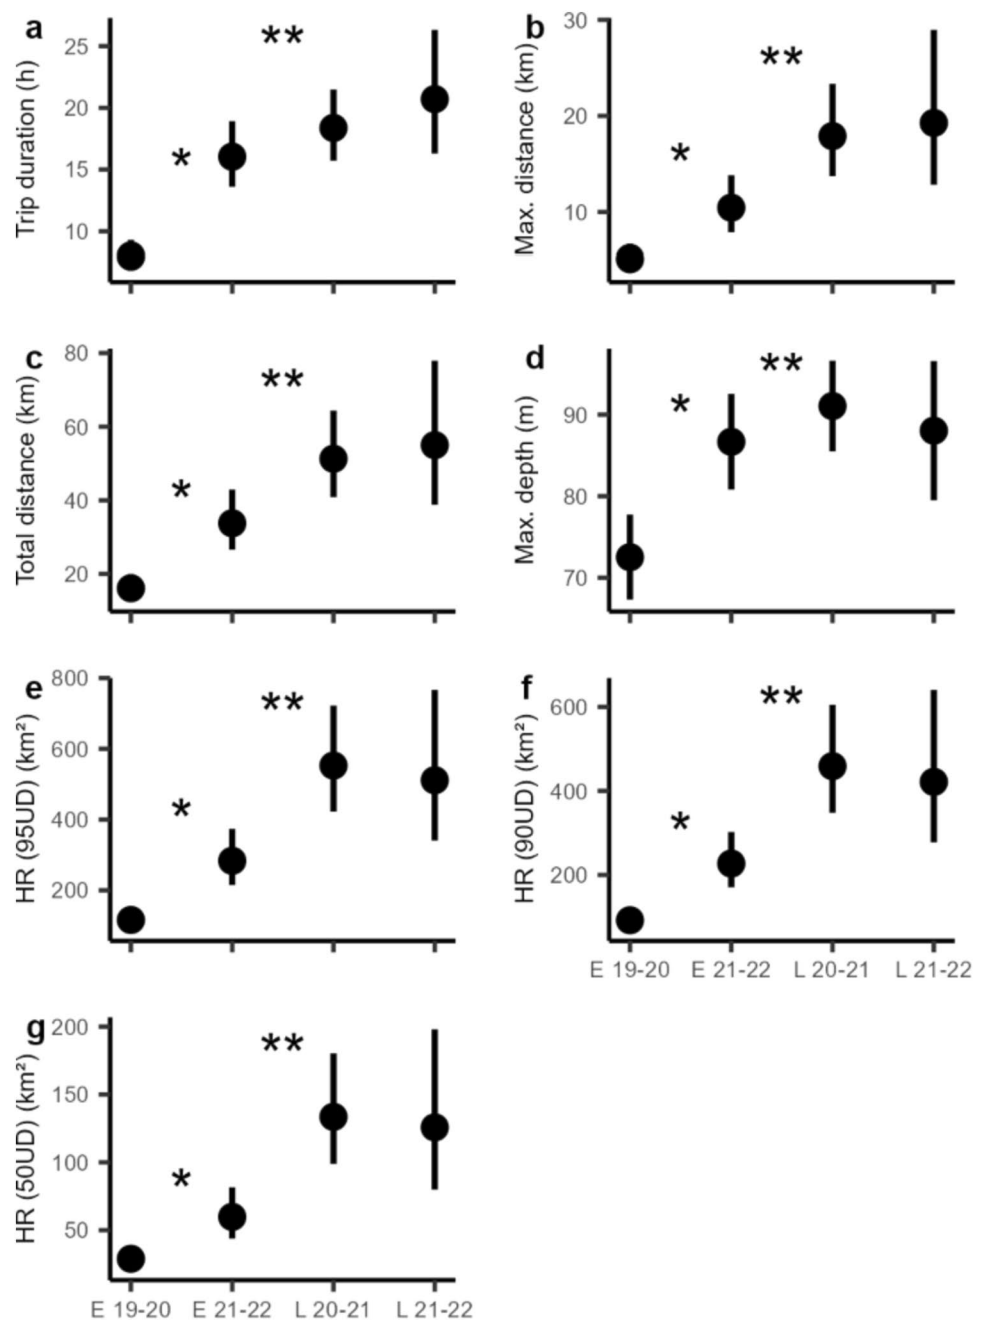 a
**
*
Trip duration (h)
25
20
15
10
b
**
*
Max. distance (km)
30
20
10
c
**
*
Total distance (km)
80
60
40
20
d
**
*
Max. depth (m)
90
80
70
e
**
*
HR (95UD) (km²)
800
600
400
200
f
**
*
HR (90UD) (km²)
600
400
200
E 19-20 E 21-22 L 20-21 L 21-22
g
**
*
HR (50UD) (km²)
200
150
100
50
E 19-20 E 21-22 L 20-21 L 21-22